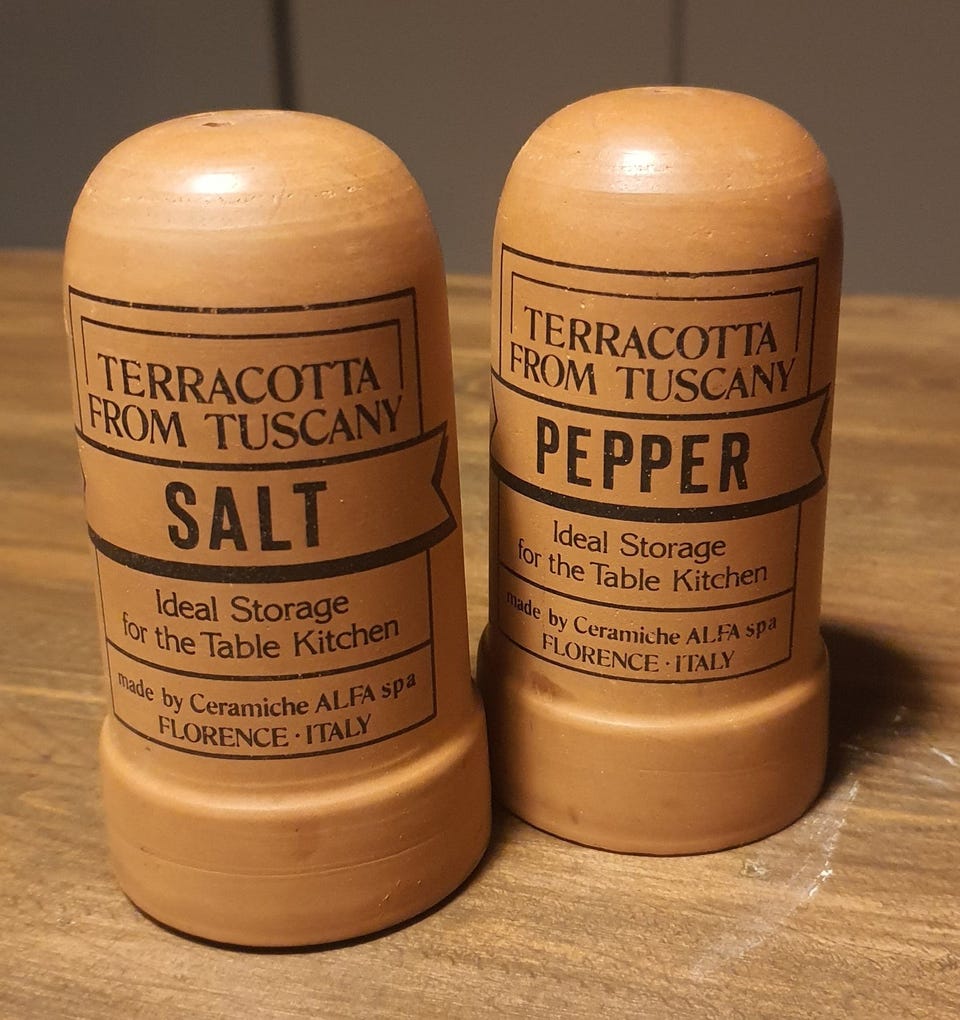 TERRACOTTA
FROM TUSCANY
SALT
Ideal Storage
for the Table Kitchen
made by Ceramiche ALFA spa
FLORENCE · ITALY
TERRACOTTA
FROM TUSCANY
PEPPER
Ideal Storage
for the Table Kitchen
made by Ceramiche ALFA spa
FLORENCE · ITALY